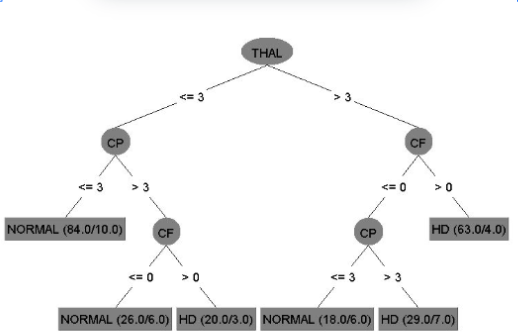 THAL
<= 3
> 3
CP
CF
<= 3
> 3
<= 0
> 0
NORMAL (84.0/10.0)
CF
CP
HD (63.0/4.0)
<= 0
> 0
<= 3
> 3
NORMAL (26.0/6.0)
HD (20.0/3.0)
NORMAL (18.0/6.0)
HD (29.0/7.0)